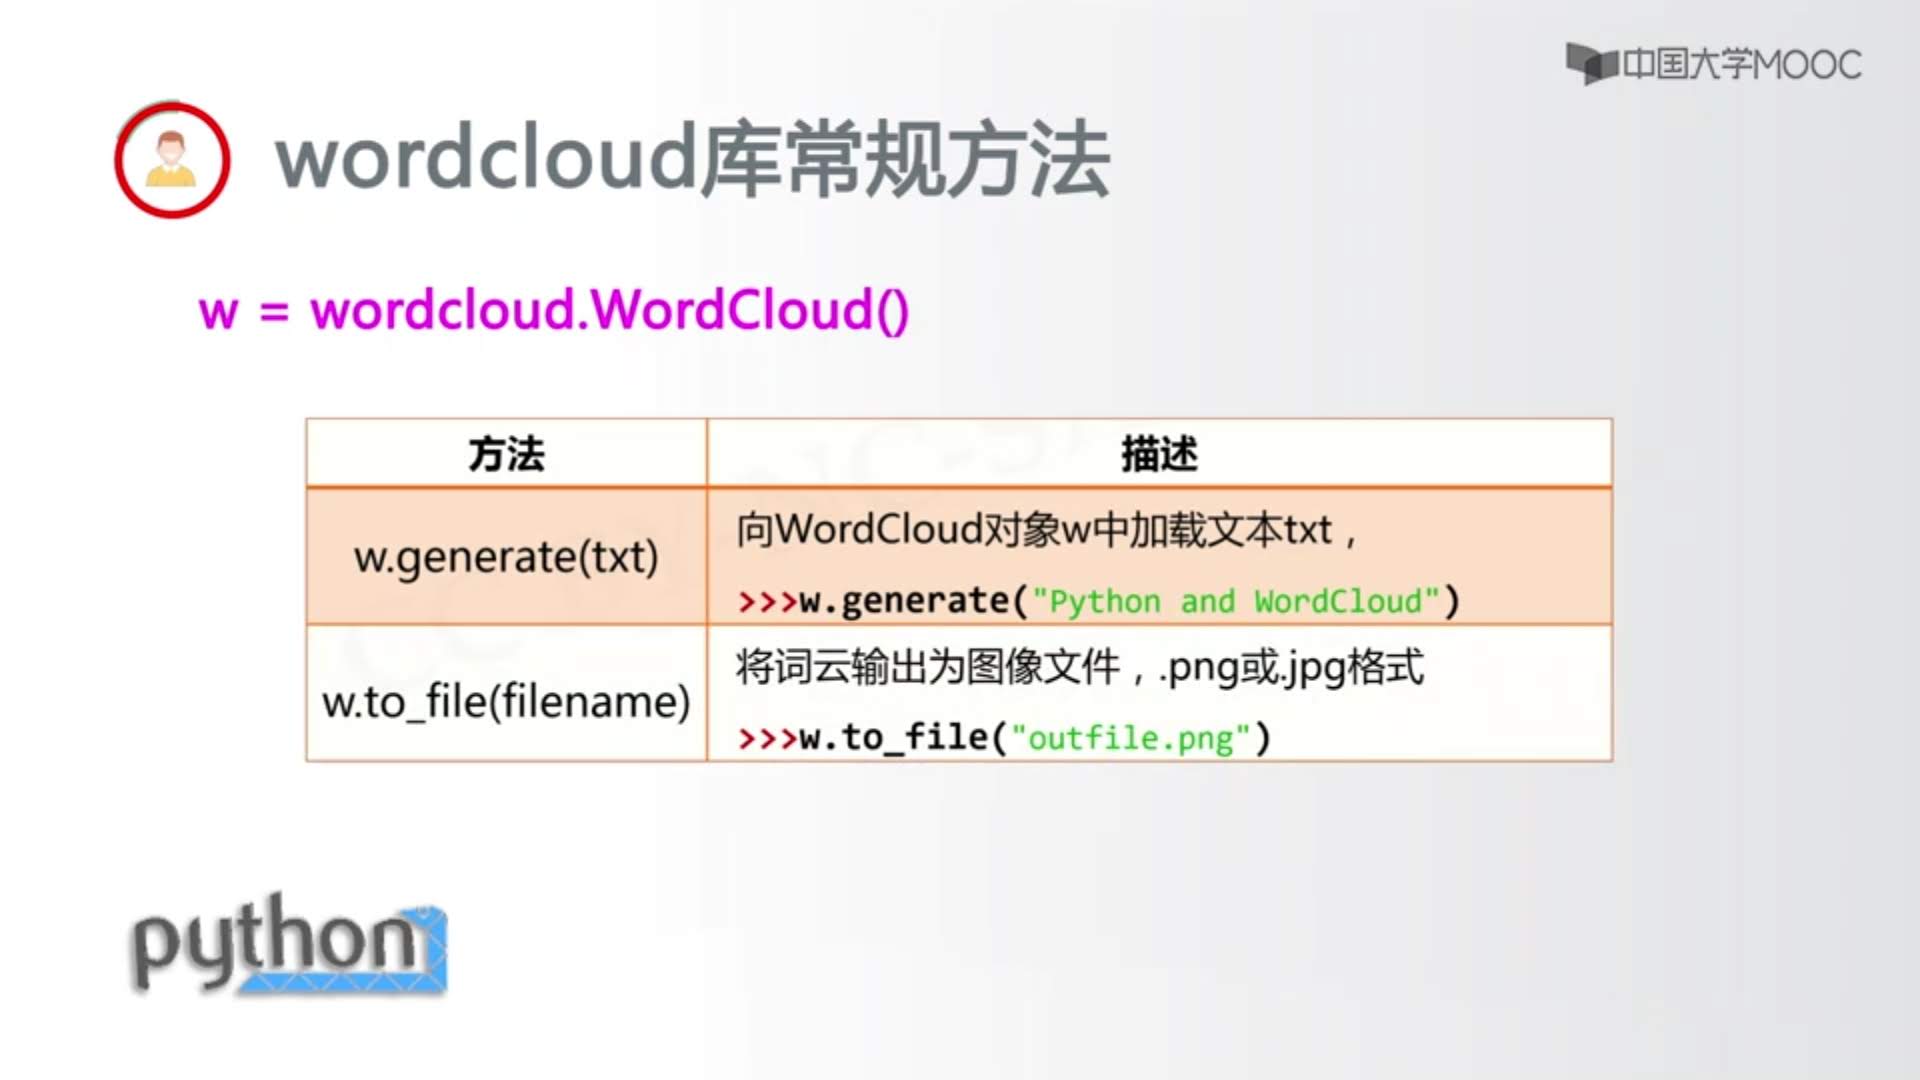 中国大学MOOC
wordcloud库常规方法
w = wordcloud.WordCloud()
方法
描述
w.generate(txt)
向WordCloud对象w中加载文本txt，
>>>w.generate("Python and WordCloud")
w.to_file(filename)
将词云输出为图像文件，.png或.jpg格式
>>>w.to_file("outfile.png")
python